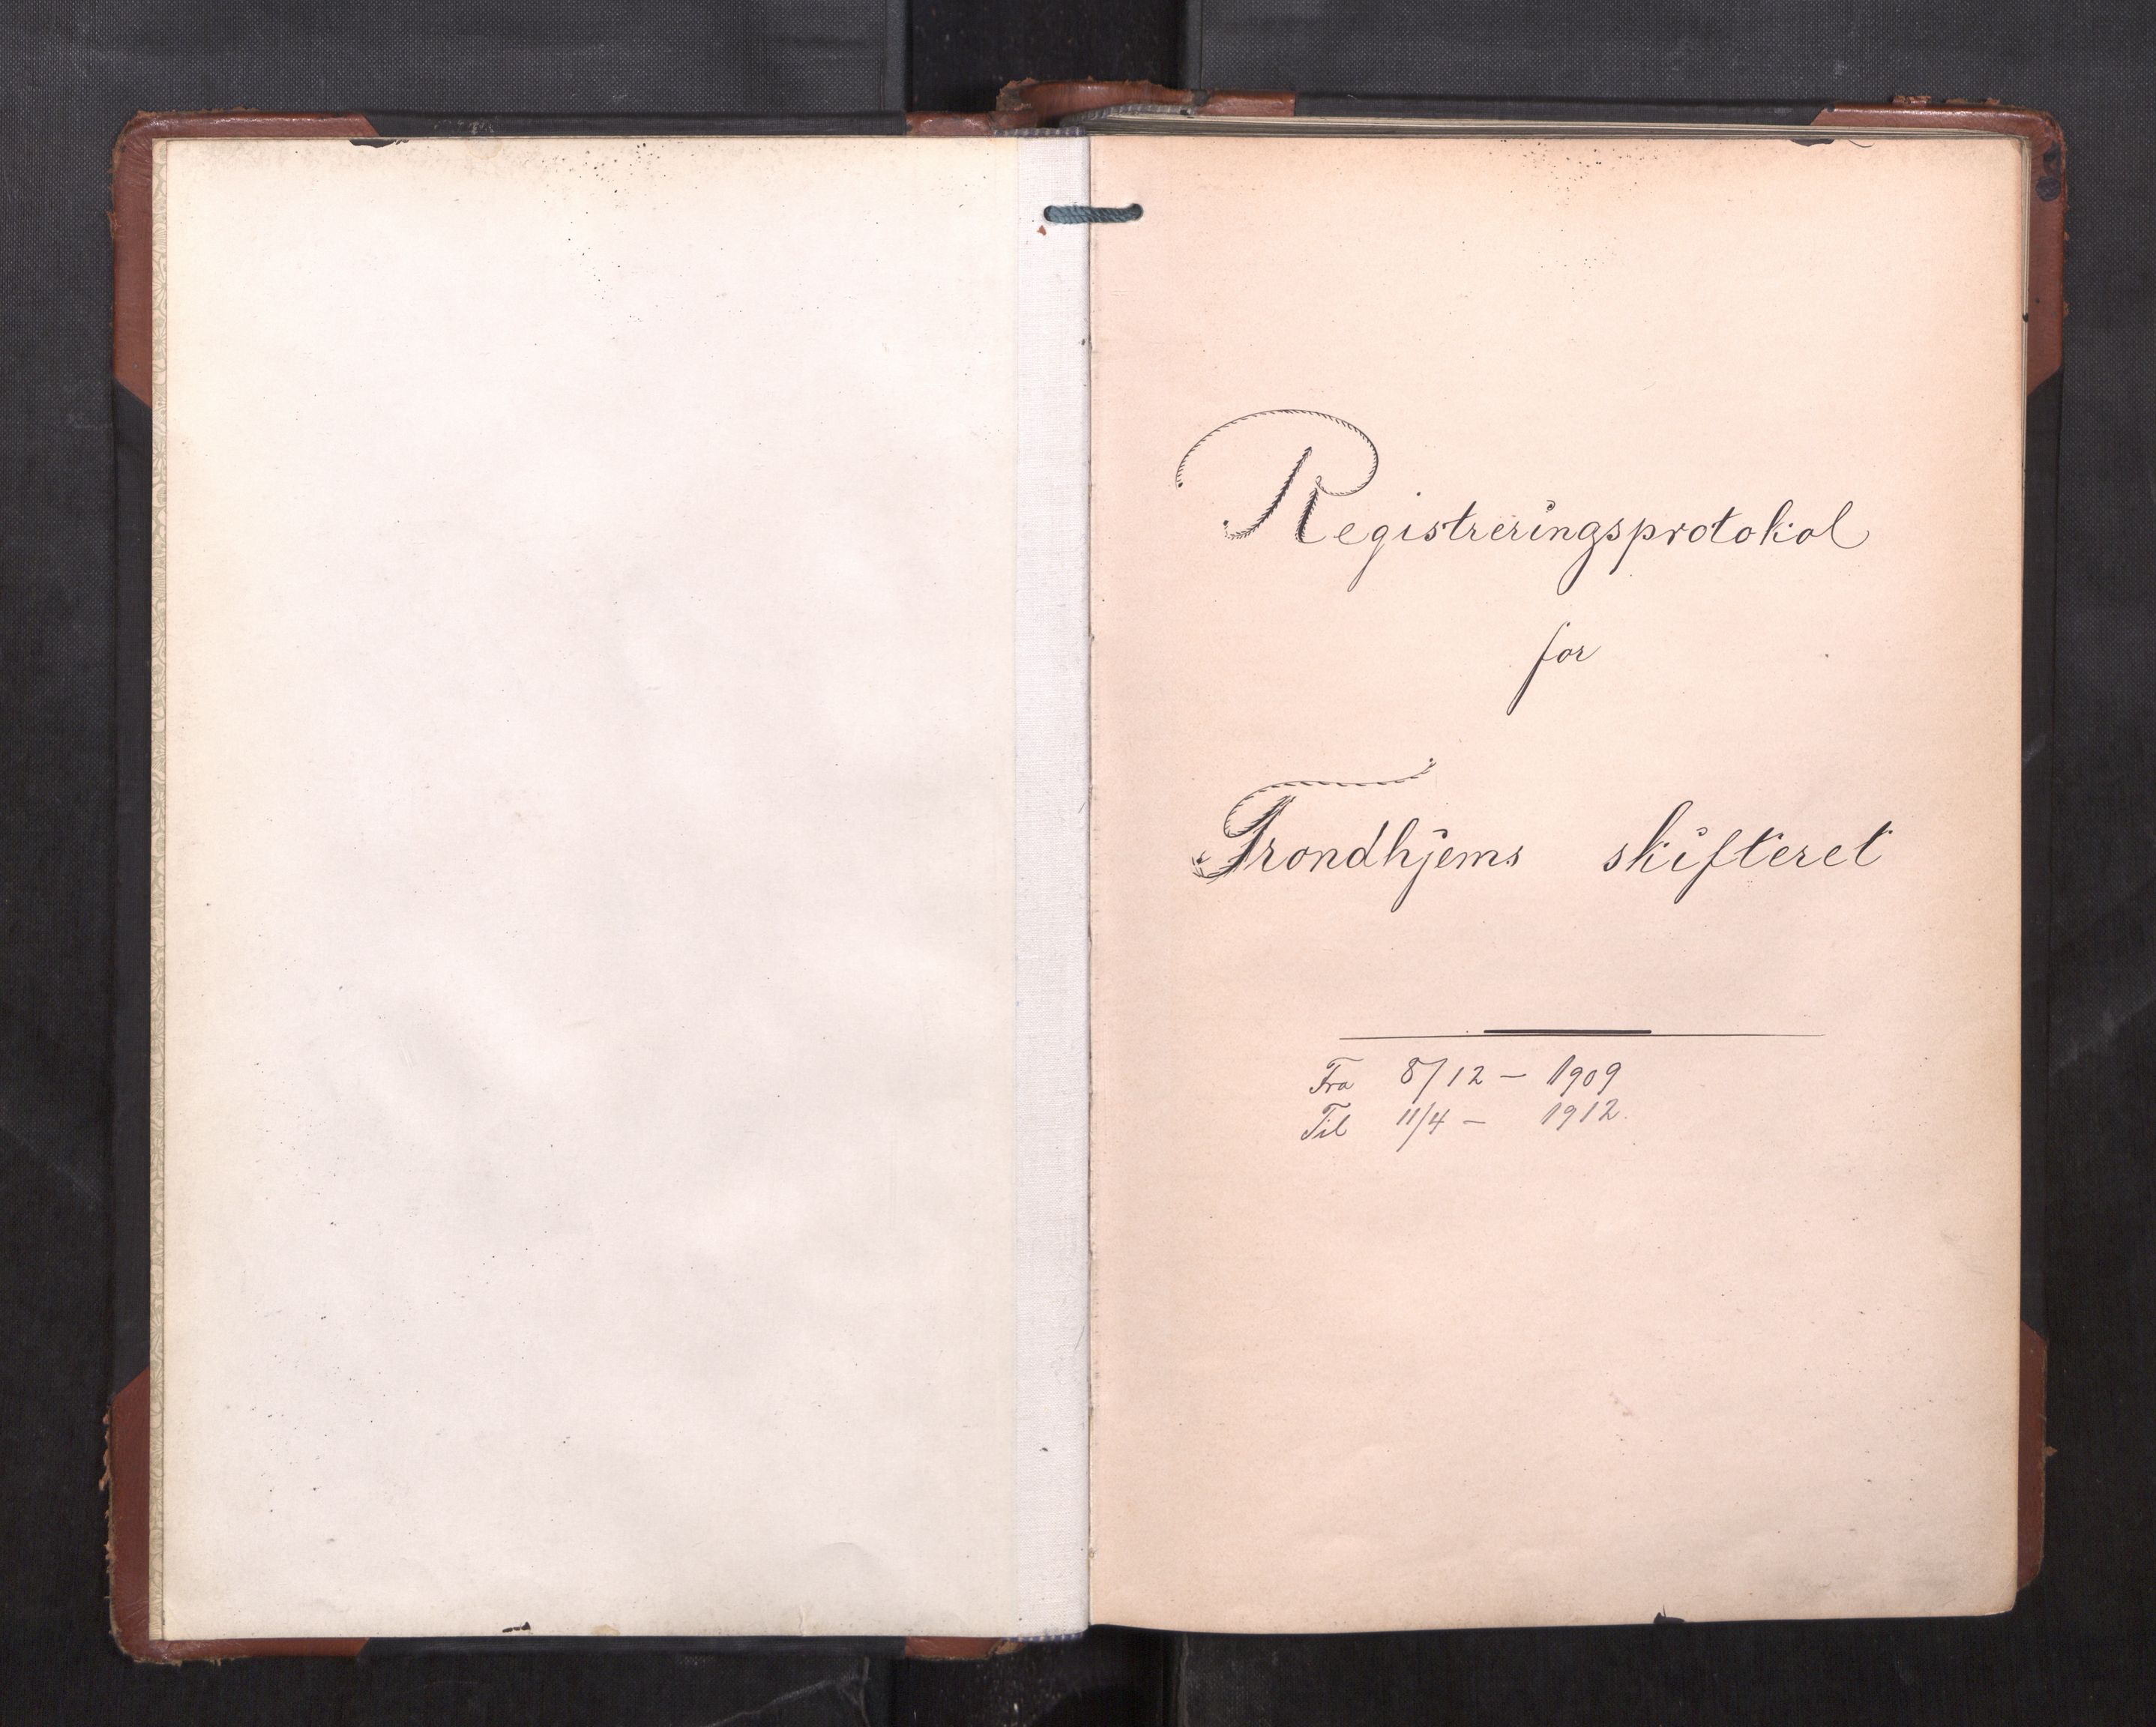 Registreringsprotokol
for
Trondhjems skifteret
Fra 8/12 – 1909
Til 11/4 – 1912.